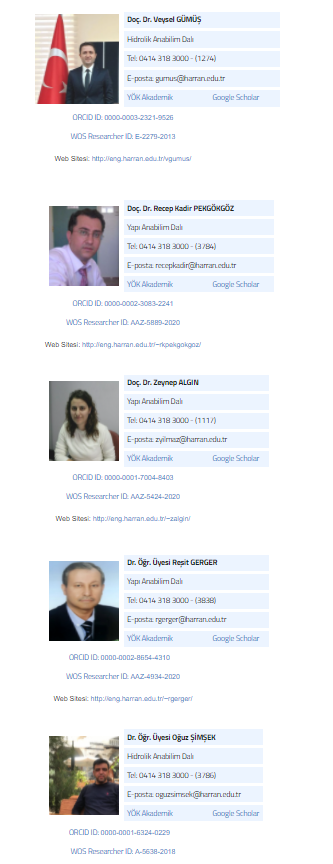 Doç. Dr. Veysel GÜMÜŞ
Hidrolik Anabilim Dalı
Tel: 0414 318 3000 - (1274)
E-posta: gumus@harran.edu.tr
YÖK Akademik Google Scholar
ORCID ID: 0000-0003-2321-9526
WOS Researcher ID: E-2279-2013
Web Sitesi: http://eng.harran.edu.tr/vgumus/
Doç. Dr. Recep Kadir PEKGÖKGÖZ
Yapı Anabilim Dalı
Tel: 0414 318 3000 - (3784)
E-posta: recepkadir@harran.edu.tr
YÖK Akademik Google Scholar
ORCID ID: 0000-0002-3083-2241
WOS Researcher ID: AAZ-5889-2020
Web Sitesi: http://eng.harran.edu.tr/~rkpekgokgoz/
Doç. Dr. Zeynep ALGIN
Yapı Anabilim Dalı
Tel: 0414 318 3000 - (1117)
E-posta: zyilmaz@harran.edu.tr
YÖK Akademik Google Scholar
ORCID ID: 0000-0001-7004-8403
WOS Researcher ID: AAZ-5424-2020
Web Sitesi: http://eng.harran.edu.tr/~zalgin/
Dr. Öğr. Üyesi Reşit GERGER
Yapı Anabilim Dalı
Tel: 0414 318 3000 - (3838)
E-posta: rgerger@harran.edu.tr
YÖK Akademik Google Scholar
ORCID ID: 0000-0002-8654-4310
WOS Researcher ID: AAZ-4934-2020
Web Sitesi: http://eng.harran.edu.tr/~rgerger/
Dr. Öğr. Üyesi Oğuz ŞİMŞEK
Hidrolik Anabilim Dalı
Tel: 0414 318 3000 - (3786)
E-posta: oguzsimsek@harran.edu.tr
YÖK Akademik Google Scholar
ORCID ID: 0000-0001-6324-0229
WOS Researcher ID: A-5638-2018